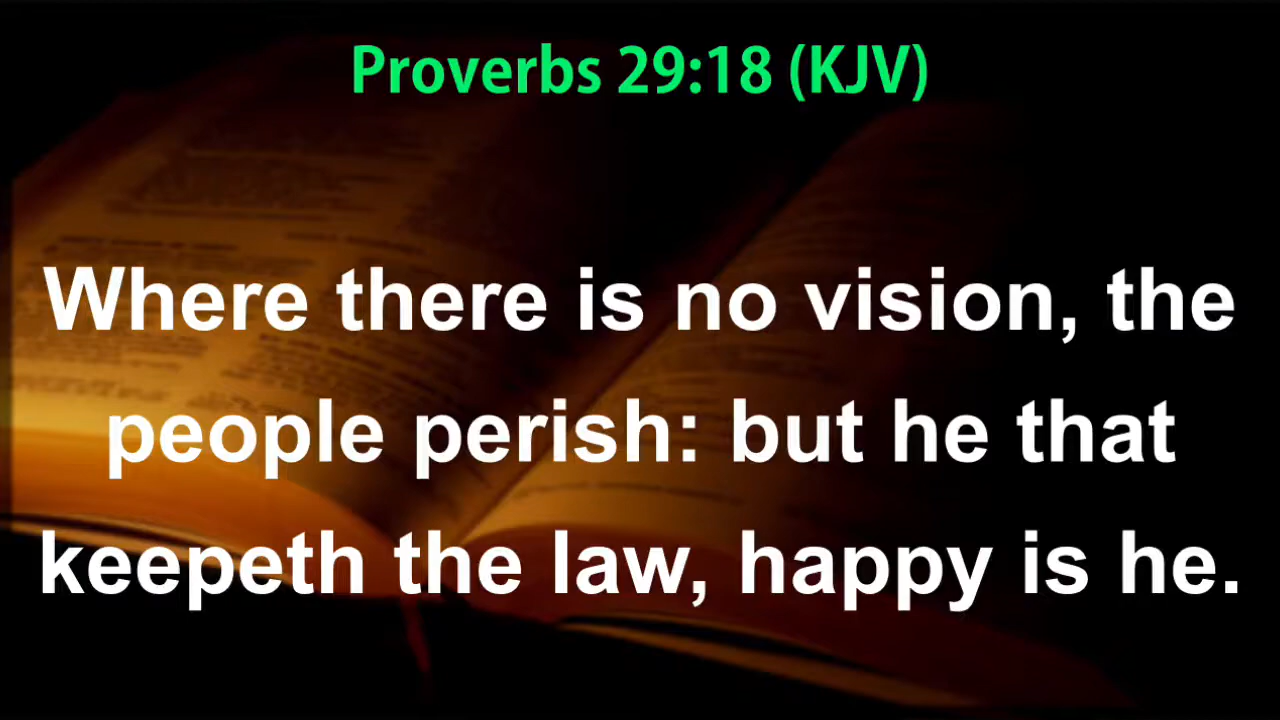 Proverbs 29:18 (KJV)
Where there is no vision, the
people perish: but he that
keepeth the law, happy is he.